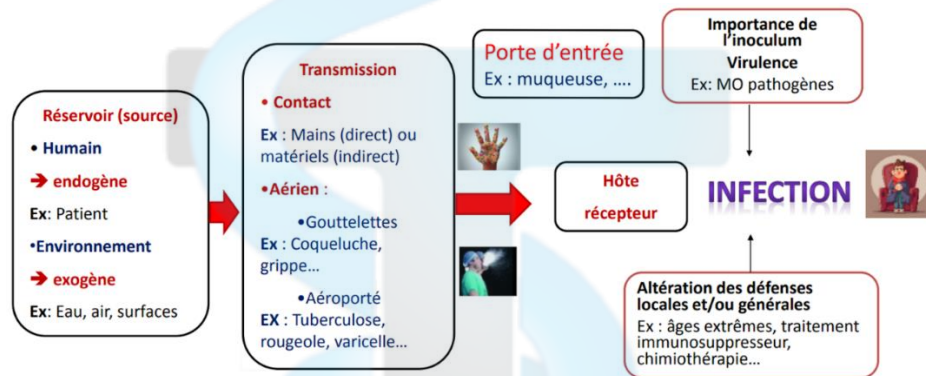 Réservoir (source)
• Humain
➔ endogène
Ex: Patient
•Environnement
➔ exogène
Ex: Eau, air, surfaces
Transmission
• Contact
Ex : Mains (direct) ou
matériels (indirect)
•Aérien :
•Gouttelettes
Ex : Coqueluche,
grippe…
•Aéroporté
EX : Tuberculose,
rougeole, varicelle…
Porte d’entrée
Ex : muqueuse, ….
Hôte
récepteur
Importance de
l’inoculum
Virulence
Ex: MO pathogènes
INFECTION
Altération des défenses
locales et/ou générales
Ex : âges extrêmes, traitement
immunosuppresseur,
chimiothérapie…